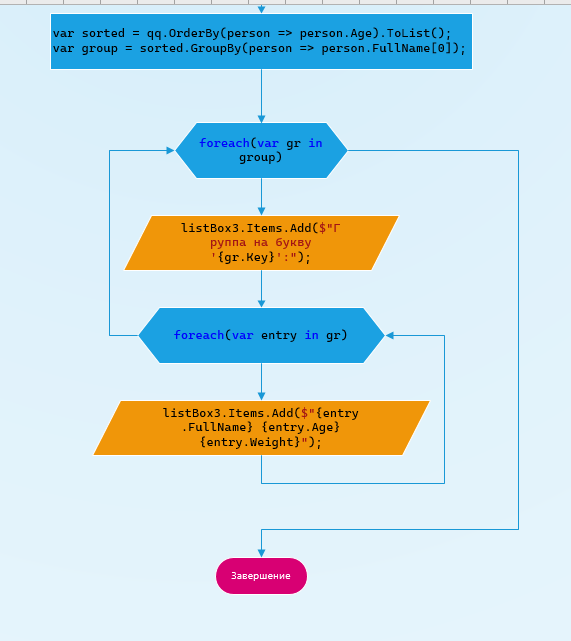 var sorted = qq.OrderBy(person => person.Age).ToList();
var group = sorted.GroupBy(person => person.FullName[0]);
foreach(var gr in
group)
listBox3.Items.Add($"Г
руппа на букву
'{gr.Key}':");
foreach(var entry in gr)
listBox3.Items.Add($"{entry
.FullName} {entry.Age}
{entry.Weight}");
Завершение